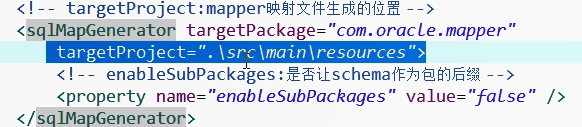 <!-- targetProject:mapper映射文件生成的位置 -->
<sqlMapGenerator targetPackage="com.oracle.mapper"
targetProject=".\src\main\resources">
<!-- enableSubPackages:是否让schema作为包的后缀 -->
<property name="enableSubPackages" value="false" />
</sqlMapGenerator>